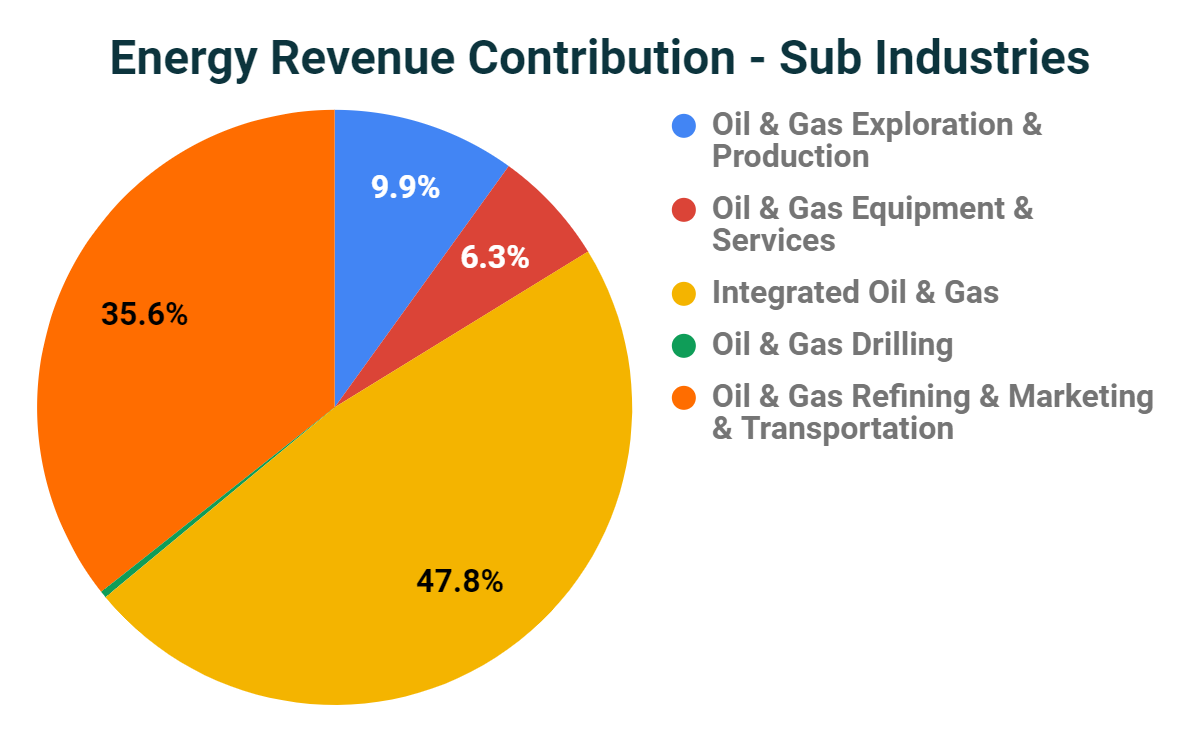 Energy Revenue Contribution - Sub Industries
9.9%
6.3%
35.6%
47.8%
Oil & Gas Exploration &
Production
Oil & Gas Equipment &
Services
Integrated Oil & Gas
Oil & Gas Drilling
Oil & Gas Refining & Marketing
& Transportation